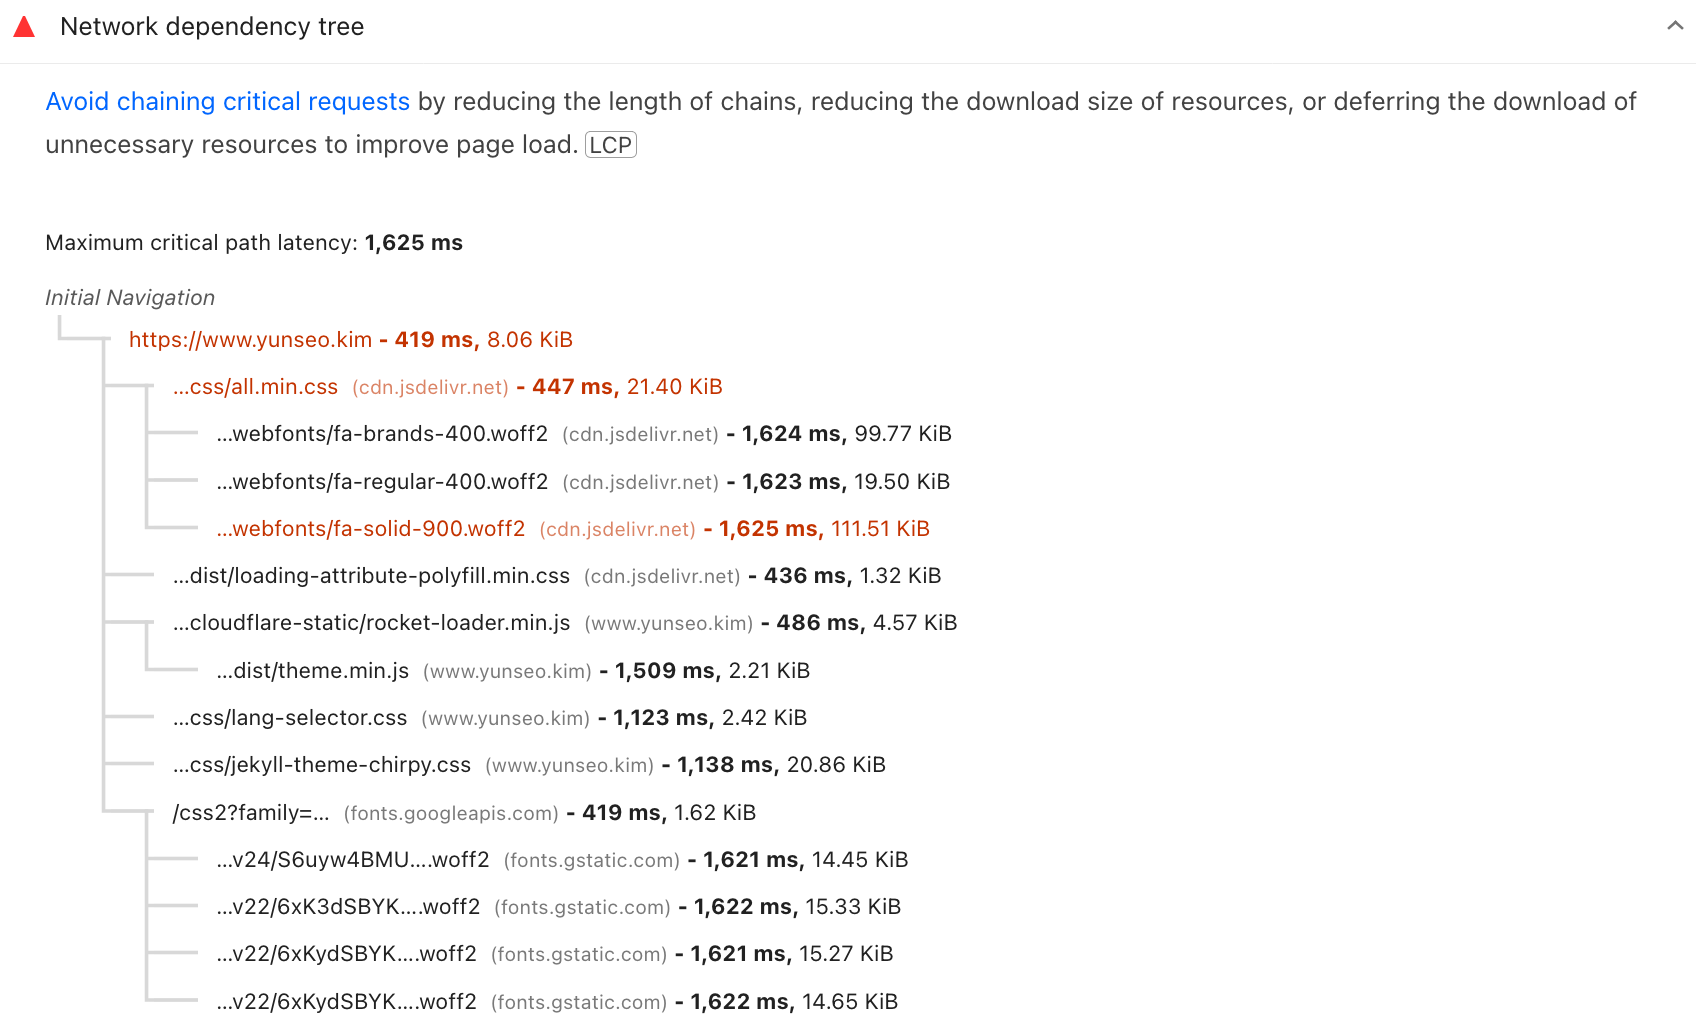 Network dependency tree
Avoid chaining critical requests by reducing the length of chains, reducing the download size of resources, or deferring the download of
unnecessary resources to improve page load. LCP
Maximum critical path latency: 1,625 ms
Initial Navigation
https://www.yunseo.kim - 419 ms, 8.06 KiB
…css/all.min.css (cdn.jsdelivr.net) - 447 ms, 21.40 KiB
…webfonts/fa-brands-400.woff2 (cdn.jsdelivr.net) - 1,624 ms, 99.77 KiB
…webfonts/fa-regular-400.woff2 (cdn.jsdelivr.net) - 1,623 ms, 19.50 KiB
…webfonts/fa-solid-900.woff2 (cdn.jsdelivr.net) - 1,625 ms, 111.51 KiB
…dist/loading-attribute-polyfill.min.css (cdn.jsdelivr.net) - 436 ms, 1.32 KiB
…cloudflare-static/rocket-loader.min.js (www.yunseo.kim) - 486 ms, 4.57 KiB
…dist/theme.min.js (www.yunseo.kim) - 1,509 ms, 2.21 KiB
…css/lang-selector.css (www.yunseo.kim) - 1,123 ms, 2.42 KiB
…css/jekyll-theme-chirpy.css (www.yunseo.kim) - 1,138 ms, 20.86 KiB
/css2?family=… (fonts.googleapis.com) - 419 ms, 1.62 KiB
…v24/S6uyw4BMU….woff2 (fonts.gstatic.com) - 1,621 ms, 14.45 KiB
…v22/6xK3dSBYK….woff2 (fonts.gstatic.com) - 1,622 ms, 15.33 KiB
…v22/6xKydSBYK….woff2 (fonts.gstatic.com) - 1,621 ms, 15.27 KiB
…v22/6xKydSBYK….woff2 (fonts.gstatic.com) - 1,622 ms, 14.65 KiB